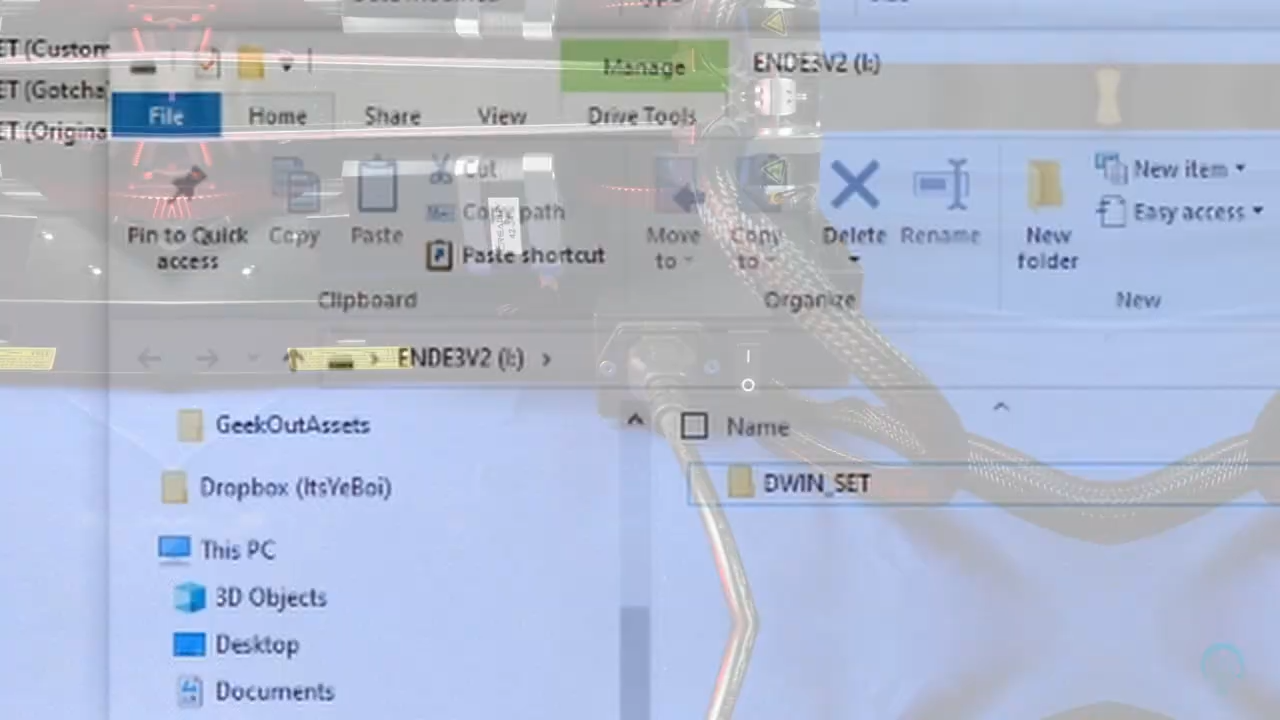 ET (Custom
ENDE3V2 (I:)
Manage
ET (Gotcha
ET (Origina
File
Home
Share
View
Drive Tools
Cut
New item
Copy path
Easy access
Pin to Quick access
Copy
Paste
Paste shortcut
Move to
Copy to
Delete
Rename
New folder
Clipboard
Organize
New
ENDE3V2 (I:)
GeekOutAssets
Name
Dropbox (ItsYeBoi)
DWIN_SET
This PC
3D Objects
Desktop
Documents